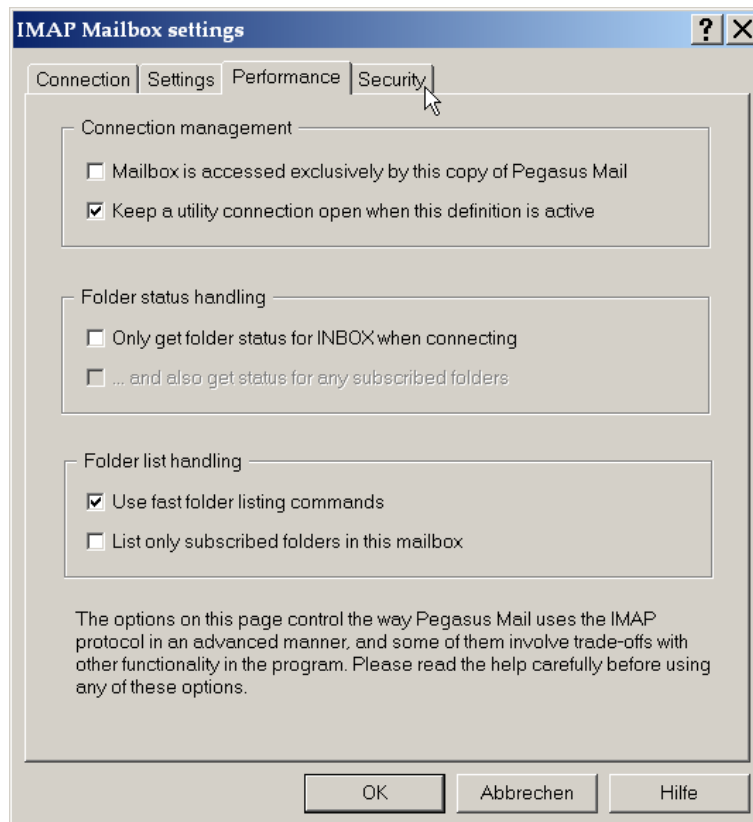 IMAP Mailbox settings
Connection Settings Performance Security
Connection management
Mailbox is accessed exclusively by this copy of Pegasus Mail
Keep a utility connection open when this definition is active
Folder status handling
Only get folder status for INBOX when connecting
... and also get status for any subscribed folders
Folder list handling
Use fast folder listing commands
List only subscribed folders in this mailbox
The options on this page control the way Pegasus Mail uses the IMAP
protocol in an advanced manner, and some of them involve trade-offs with
other functionality in the program. Please read the help carefully before using
any of these options.
OK Abbrechen Hilfe